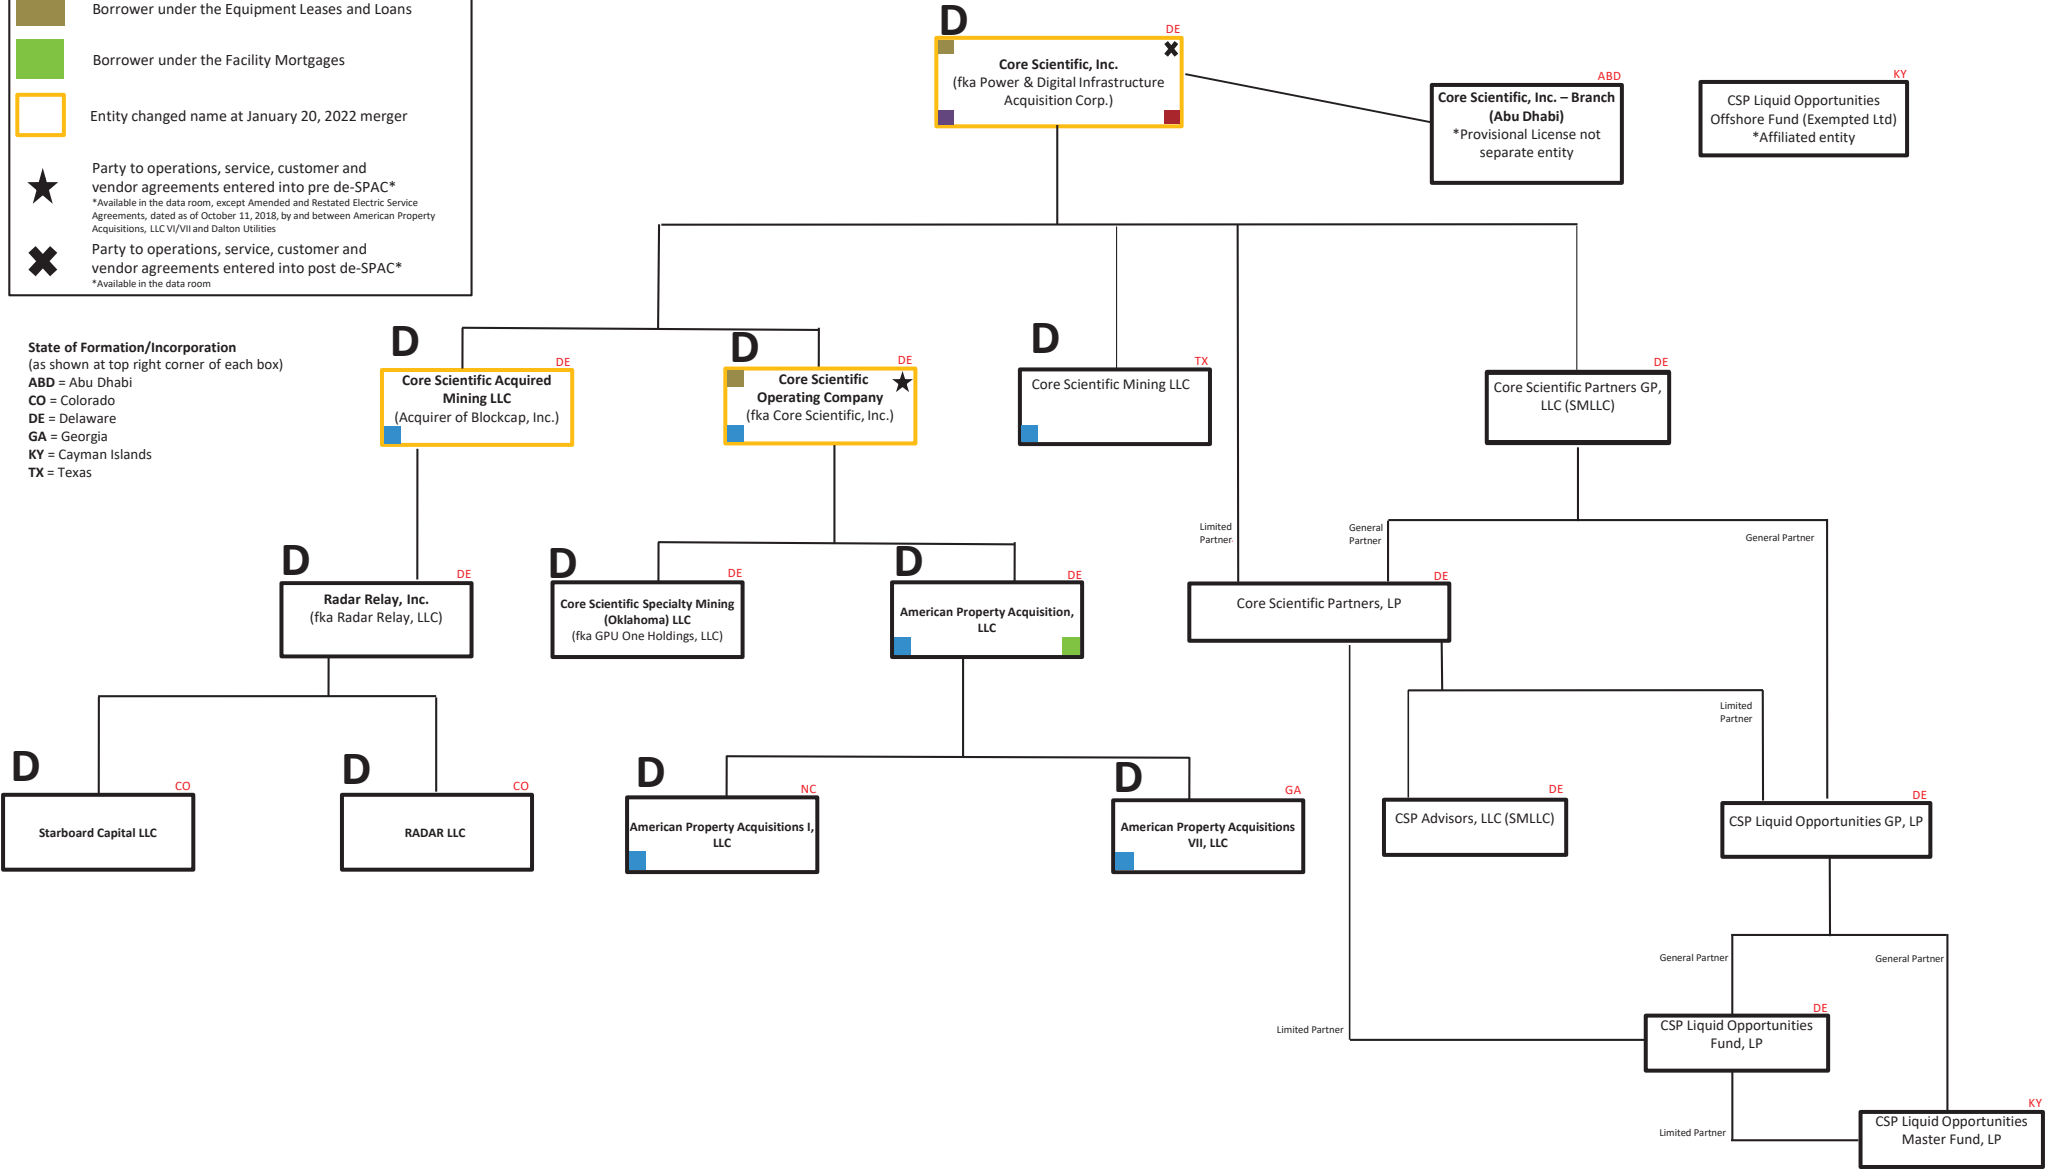 Borrower under the Equipment Leases and Loans
Borrower under the Facility Mortgages
Entity changed name at January 20, 2022 merger
Party to operations, service, customer and
vendor agreements entered into pre de-SPAC*
*Available in the data room, except Amended and Restated Electric Service
Agreements, dated as of October 11, 2018, by and between American Property
Acquisitions, LLC VI/VII and Dalton Utilities
Party to operations, service, customer and
vendor agreements entered into post de-SPAC*
*Available in the data room
State of Formation/Incorporation
(as shown at top right corner of each box)
ABD = Abu Dhabi
CO = Colorado
DE = Delaware
GA = Georgia
KY = Cayman Islands
TX = Texas
D
DE
Core Scientific, Inc.
(fka Power & Digital Infrastructure
Acquisition Corp.)
ABD
Core Scientific, Inc. – Branch
(Abu Dhabi)
*Provisional License not
separate entity
KY
CSP Liquid Opportunities
Offshore Fund (Exempted Ltd)
*Affiliated entity
D
DE
Core Scientific Acquired
Mining LLC
(Acquirer of Blockcap, Inc.)
D
DE
Core Scientific
Operating Company
(fka Core Scientific, Inc.)
D
TX
Core Scientific Mining LLC
DE
Core Scientific Partners GP,
LLC (SMLLC)
Limited
Partner
General
Partner
General Partner
D
DE
Radar Relay, Inc.
(fka Radar Relay, LLC)
D
DE
Core Scientific Specialty Mining
(Oklahoma) LLC
(fka GPU One Holdings, LLC)
D
DE
American Property Acquisition,
LLC
DE
Core Scientific Partners, LP
Limited
Partner
D
CO
Starboard Capital LLC
D
CO
RADAR LLC
D
NC
American Property Acquisitions I,
LLC
D
GA
American Property Acquisitions
VII, LLC
DE
CSP Advisors, LLC (SMLLC)
DE
CSP Liquid Opportunities GP, LP
General Partner
General Partner
Limited Partner
DE
CSP Liquid Opportunities
Fund, LP
Limited Partner
KY
CSP Liquid Opportunities
Master Fund, LP